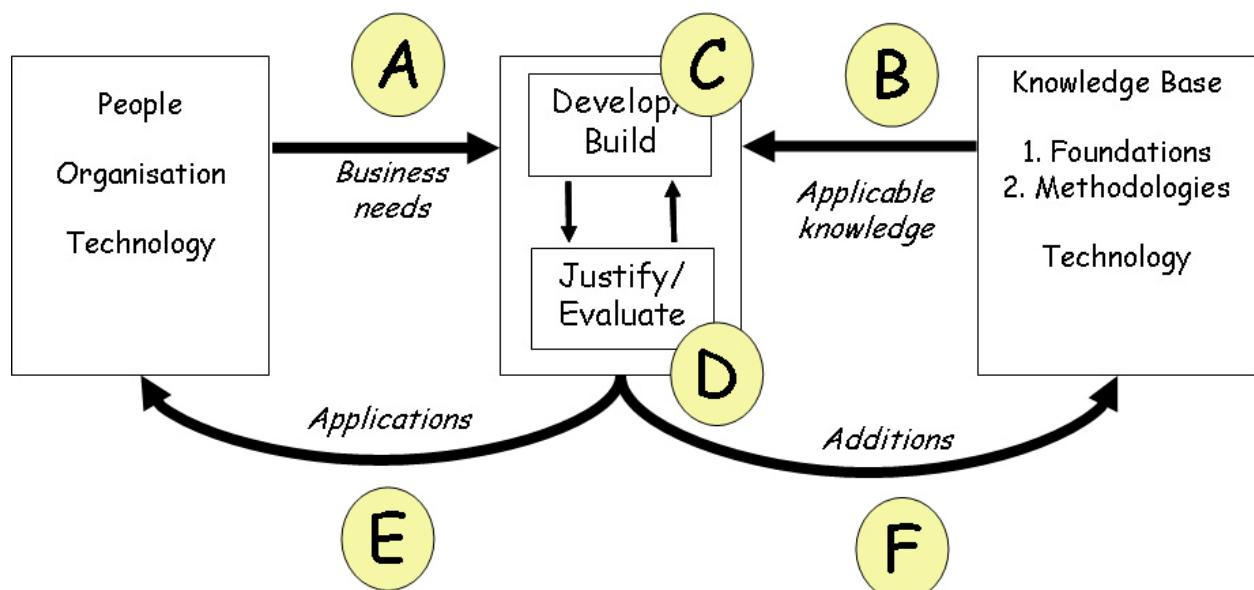 A
C
B
People
Organisation
Technology
Business
needs
Develop/
Build
Justify/
Evaluate
D
Applicable
knowledge
Knowledge Base
1. Foundations
2. Methodologies
Technology
Applications
Additions
E
F